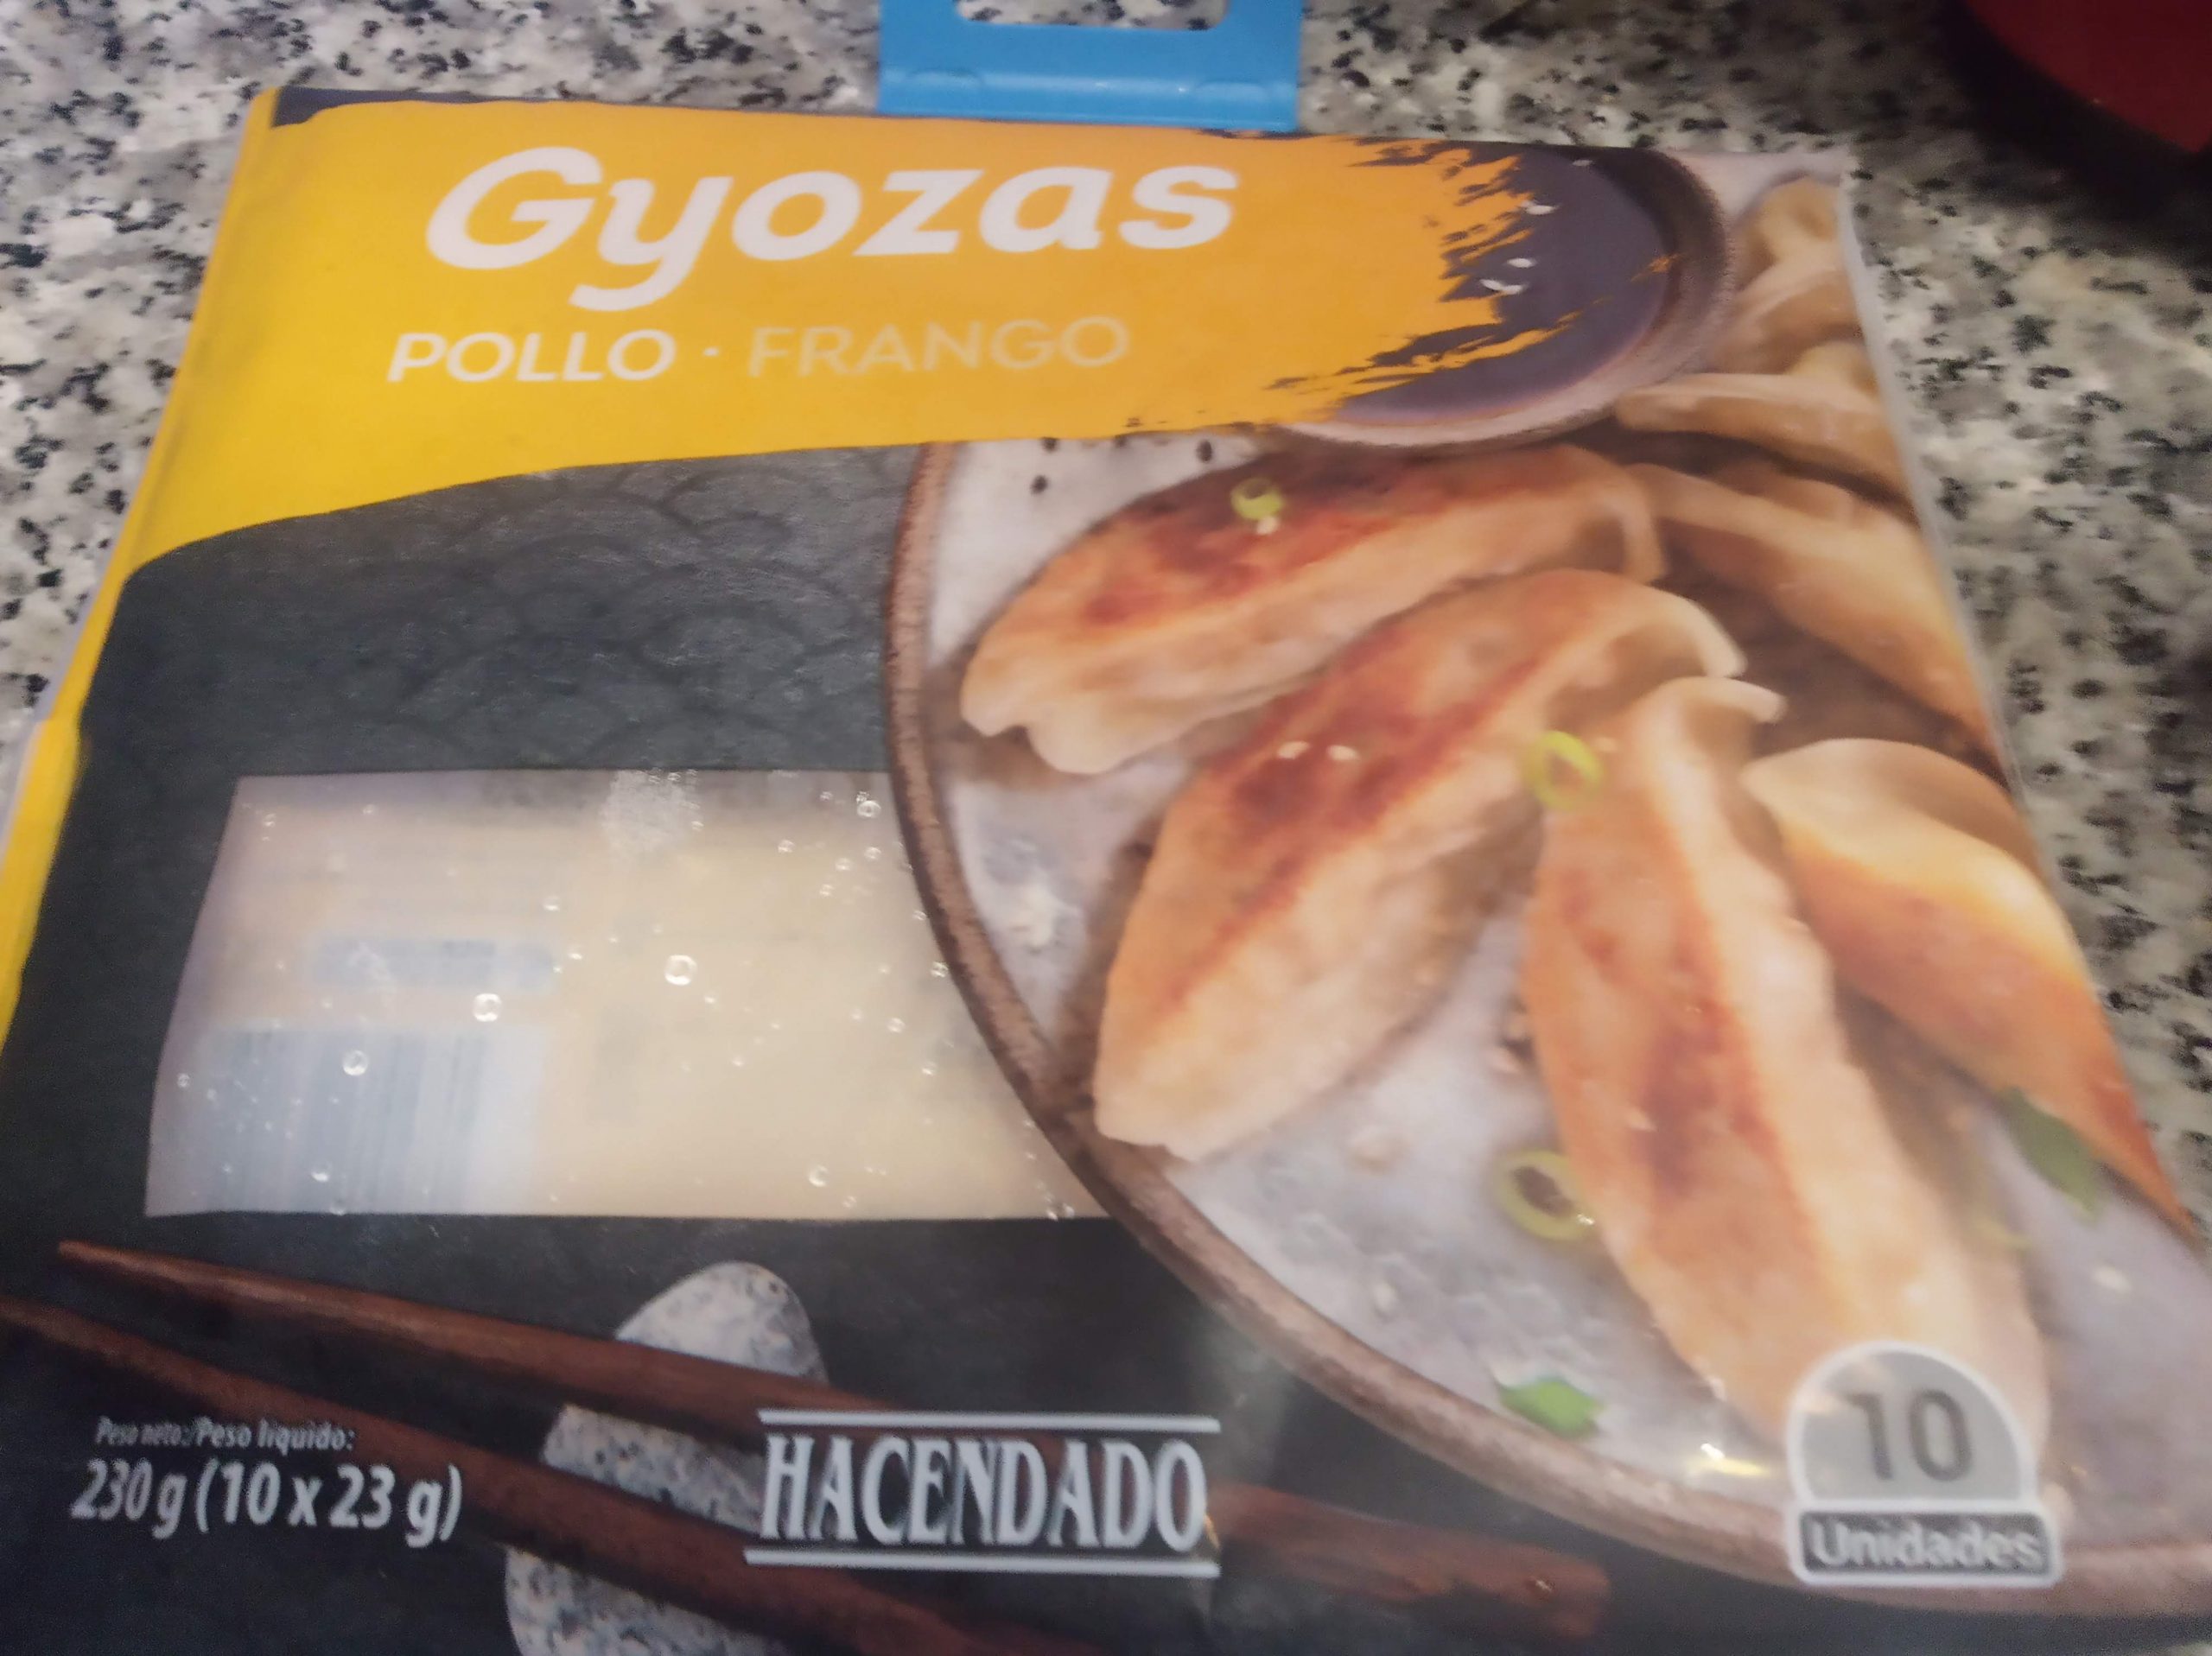 Gyozas
POLLO · FRANGO
Peso neto:/Peso líquido:
230 g (10 x 23 g)
HACENDADO
10
Unidades